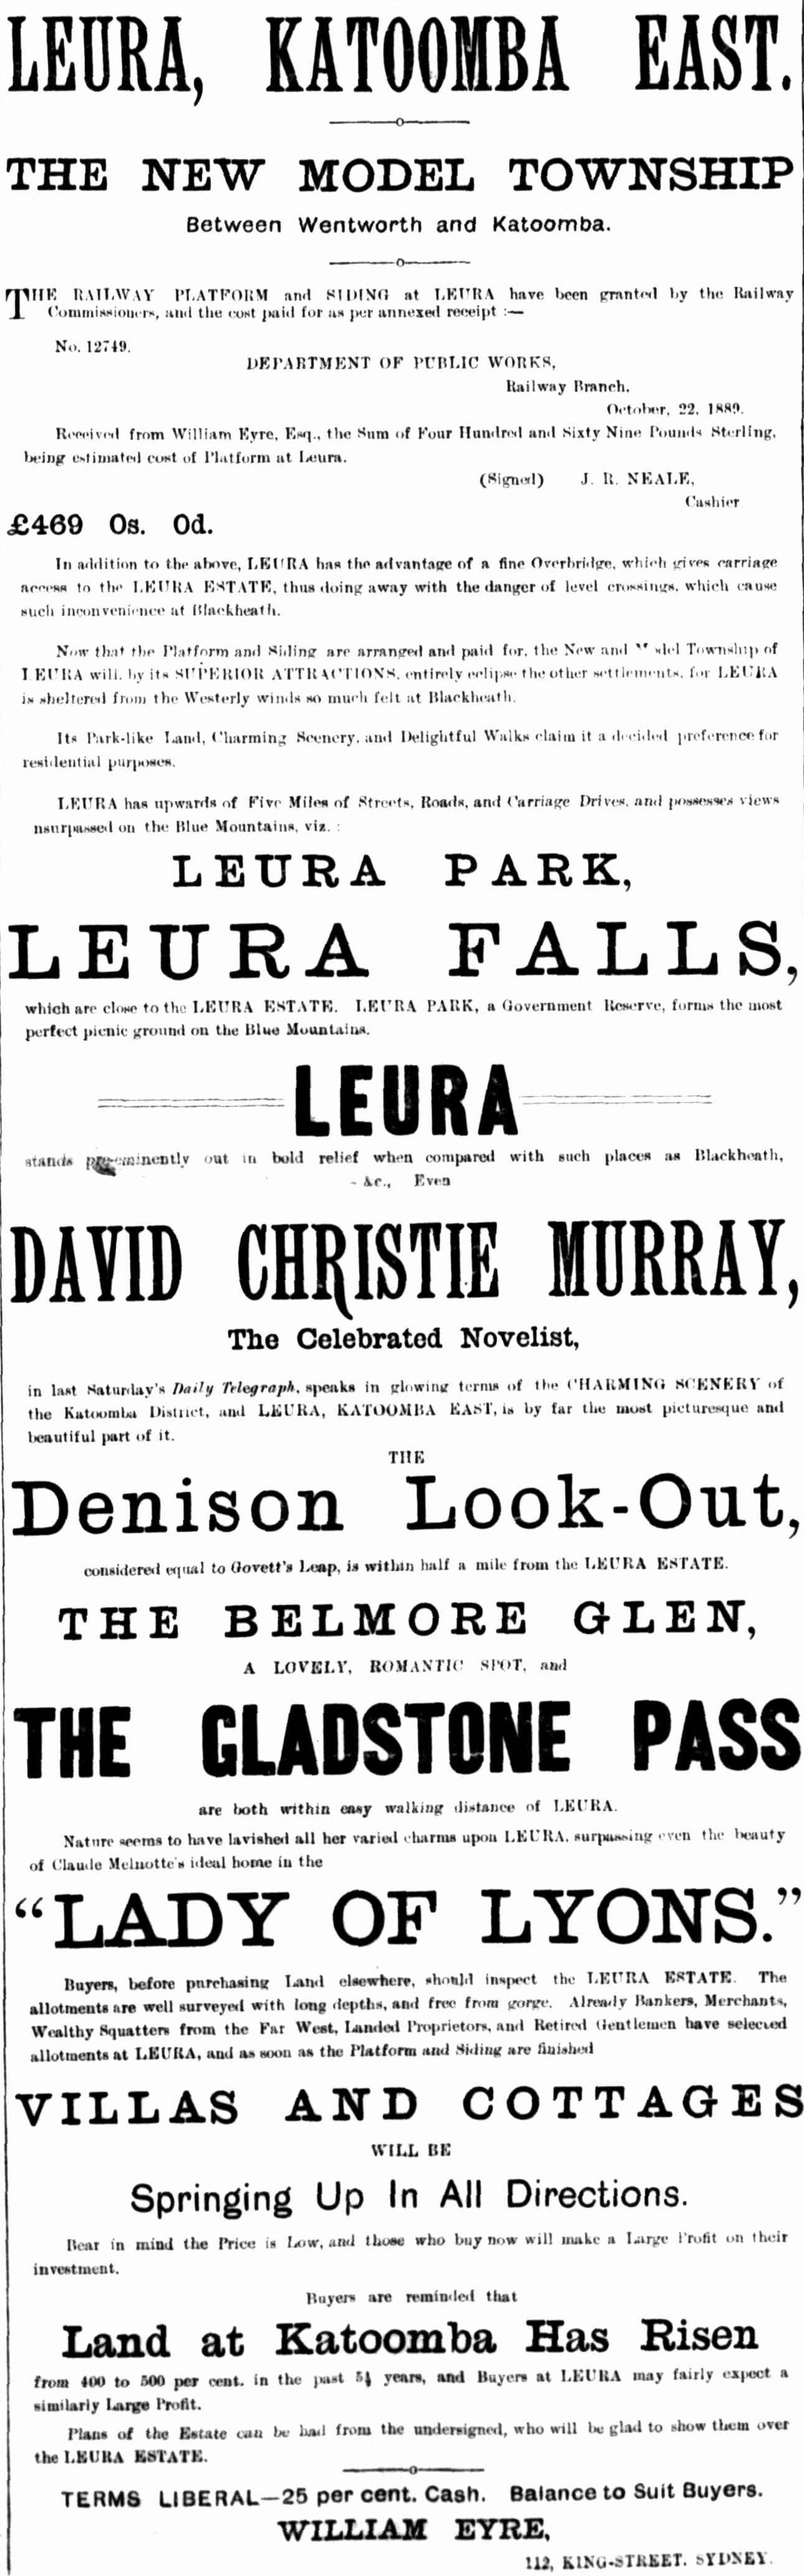 LEURA, KATOOMBA EAST.
THE NEW MODEL TOWNSHIP
Between Wentworth and Katoomba.
THE RAILWAY PLATFORM and SIDING at LEURA have been granted by the Railway
Commissioners, and the cost paid for as per annexed receipt :—
No. 12749.
DEPARTMENT OF PUBLIC WORKS,
Railway Branch,
October, 22, 1889.
Received from William Eyre, Esq., the Sum of Four Hundred and Sixty Nine Pounds Sterling,
being estimated cost of Platform at Leura.
(Signed) J. R. NEALE,
Cashier
£469 0s. 0d.
In addition to the above, LEURA has the advantage of a fine Overbridge, which gives carriage
access to the LEURA ESTATE, thus doing away with the danger of level crossings, which cause
such inconvenience at Blackheath.
Now that the Platform and Siding are arranged and paid for, the New and Model Township of
LEURA will, by its SUPERIOR ATTRACTIONS, entirely eclipse the other settlements, for LEURA
is sheltered from the Westerly winds so much felt at Blackheath.
Its Park-like Land, Charming Scenery, and Delightful Walks claim it a decided preference for
residential purposes.
LEURA has upwards of Five Miles of Streets, Roads, and Carriage Drives, and possesses views
nsurpassed on the Blue Mountains, viz. :
LEURA PARK,
LEURA FALLS,
which are close to the LEURA ESTATE. LEURA PARK, a Government Reserve, forms the most
perfect picnic ground on the Blue Mountains.
LEURA
stands pre-eminently out in bold relief when compared with such places as Blackheath,
&c., Even
DAVID CHRISTIE MURRAY,
The Celebrated Novelist,
in last Saturday's Daily Telegraph, speaks in glowing terms of the CHARMING SCENERY of
the Katoomba District, and LEURA, KATOOMBA EAST, is by far the most picturesque and
beautiful part of it.
THE
Denison Look-Out,
considered equal to Govett's Leap, is within half a mile from the LEURA ESTATE.
THE BELMORE GLEN,
A LOVELY, ROMANTIC SPOT, and
THE GLADSTONE PASS
are both within easy walking distance of LEURA.
Nature seems to have lavished all her varied charms upon LEURA, surpassing even the beauty
of Claude Melnotte's ideal home in the
"LADY OF LYONS."
Buyers, before purchasing Land elsewhere, should inspect the LEURA ESTATE. The
allotments are well surveyed with long depths, and free from gorge. Already Bankers, Merchants,
Wealthy Squatters from the Far West, Landed Proprietors, and Retired Gentlemen have selected
allotments at LEURA, and as soon as the Platform and Siding are finished
VILLAS AND COTTAGES
WILL BE
Springing Up In All Directions.
Bear in mind the Price is Low, and those who buy now will make a Large Profit on their
investment.
Buyers are reminded that
Land at Katoomba Has Risen
from 400 to 500 per cent. in the past 5½ years, and Buyers at LEURA may fairly expect a
similarly Large Profit.
Plans of the Estate can be had from the undersigned, who will be glad to show them over
the LEURA ESTATE.
TERMS LIBERAL—25 per cent. Cash. Balance to Suit Buyers.
WILLIAM EYRE,
112, KING-STREET, SYDNEY.